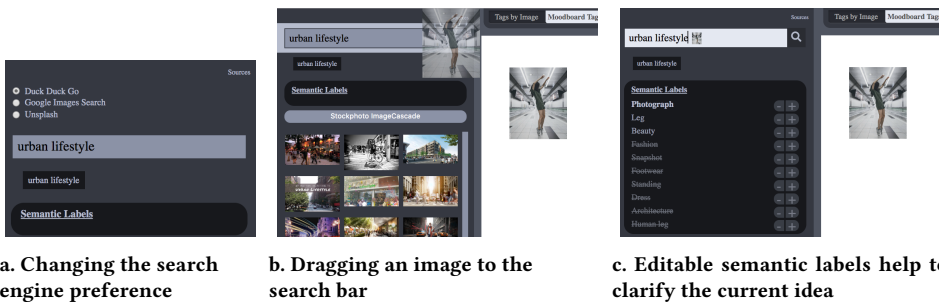 Sources
Duck Duck Go
Google Images Search
Unsplash
urban lifestyle
urban lifestyle
Semantic Labels
a. Changing the search
engine preference
Tags by Image Moodboard Tag
urban lifestyle
urban lifestyle
Semantic Labels
Stockphoto ImageCascade
URBAN LIFESTYLE
b. Dragging an image to the
search bar
Sources
Tags by Image Moodboard Tag
urban lifestyle
urban lifestyle
Semantic Labels
Photograph - +
Leg - +
Beauty - +
Fashion - +
Snapshot - +
Footwear - +
Standing - +
Dress - +
Architecture - +
Human leg - +
c. Editable semantic labels help to
clarify the current idea